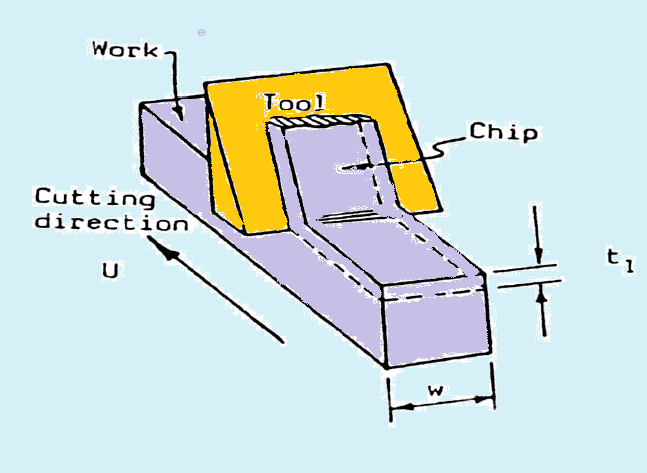 Work
Tool
Chip
Cutting
direction
U
t1
w